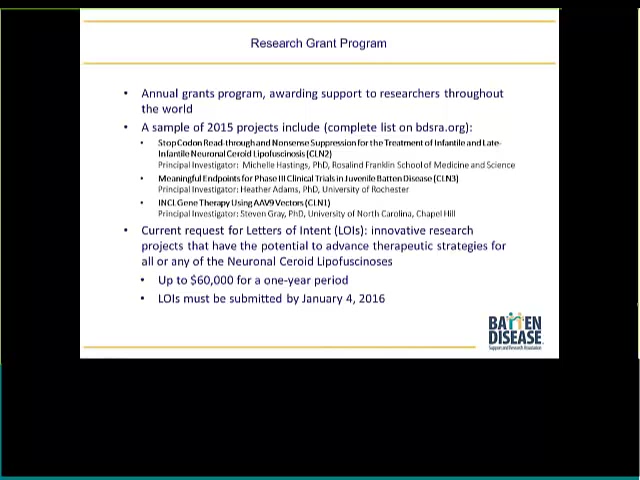 Research Grant Program
• Annual grants program, awarding support to researchers throughout
the world
• A sample of 2015 projects include (complete list on bdsra.org):
• Stop Codon Read-through and Nonsense Suppression for the Treatment of Infantile and Late-
Infantile Neuronal Ceroid Lipofuscinosis (CLN2)
Principal Investigator: Michelle Hastings, PhD, Rosalind Franklin School of Medicine and Science
• Meaningful Endpoints for Phase III Clinical Trials in Juvenile Batten Disease (CLN3)
Principal Investigator: Heather Adams, PhD, University of Rochester
• INCL Gene Therapy Using AAV9 Vectors (CLN1)
Principal Investigator: Steven Gray, PhD, University of North Carolina, Chapel Hill
• Current request for Letters of Intent (LOIs): innovative research
projects that have the potential to advance therapeutic strategies for
all or any of the Neuronal Ceroid Lipofuscinoses
• Up to $60,000 for a one-year period
• LOIs must be submitted by January 4, 2016
BATTEN
DISEASE
Support and Research Association